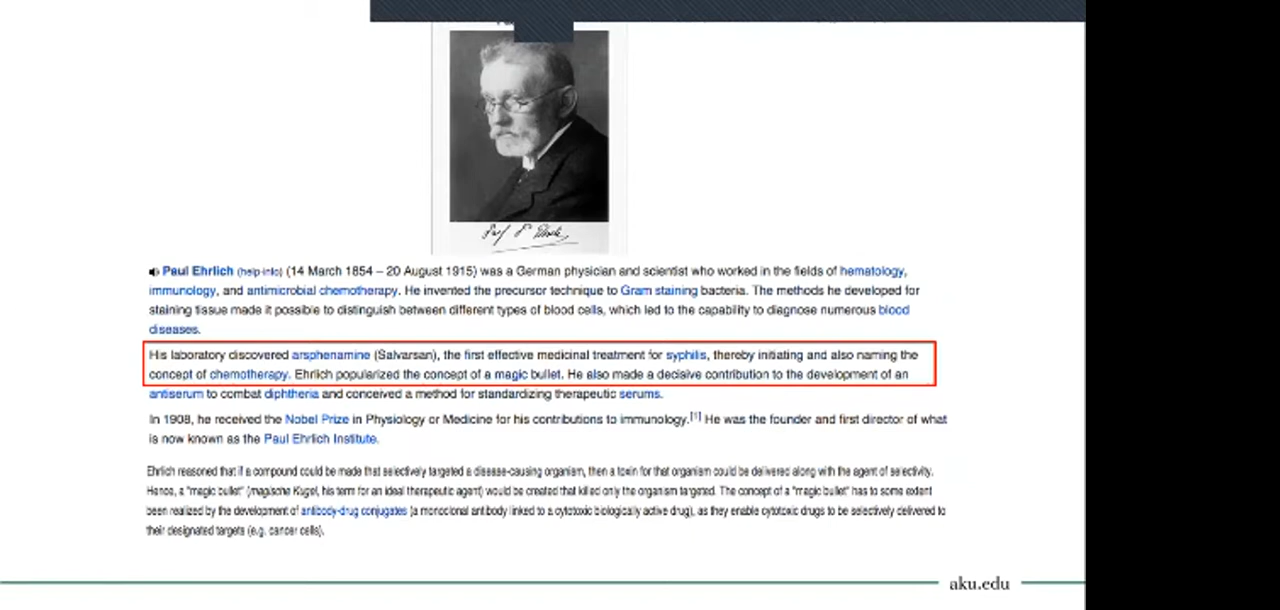 Paul Ehrlich (help·info) (14 March 1854 – 20 August 1915) was a German physician and scientist who worked in the fields of hematology,
immunology, and antimicrobial chemotherapy. He invented the precursor technique to Gram staining bacteria. The methods he developed for
staining tissue made it possible to distinguish between different types of blood cells, which led to the capability to diagnose numerous blood
diseases.
His laboratory discovered arsphenamine (Salvarsan), the first effective medicinal treatment for syphilis, thereby initiating and also naming the
concept of chemotherapy. Ehrlich popularized the concept of a magic bullet. He also made a decisive contribution to the development of an
antiserum to combat diphtheria and conceived a method for standardizing therapeutic serums.
In 1908, he received the Nobel Prize in Physiology or Medicine for his contributions to immunology.[1] He was the founder and first director of what
is now known as the Paul Ehrlich Institute.
Ehrlich reasoned that if a compound could be made that selectively targeted a disease-causing organism, then a toxin for that organism could be delivered along with the agent of selectivity.
Hence, a "magic bullet" (magische Kugel, his term for an ideal therapeutic agent) would be created that killed only the organism targeted. The concept of a "magic bullet" has to some extent
been realized by the development of antibody-drug conjugates (a monoclonal antibody linked to a cytotoxic biologically active drug), as they enable cytotoxic drugs to be selectively delivered to
their designated targets (e.g. cancer cells).
aku.edu